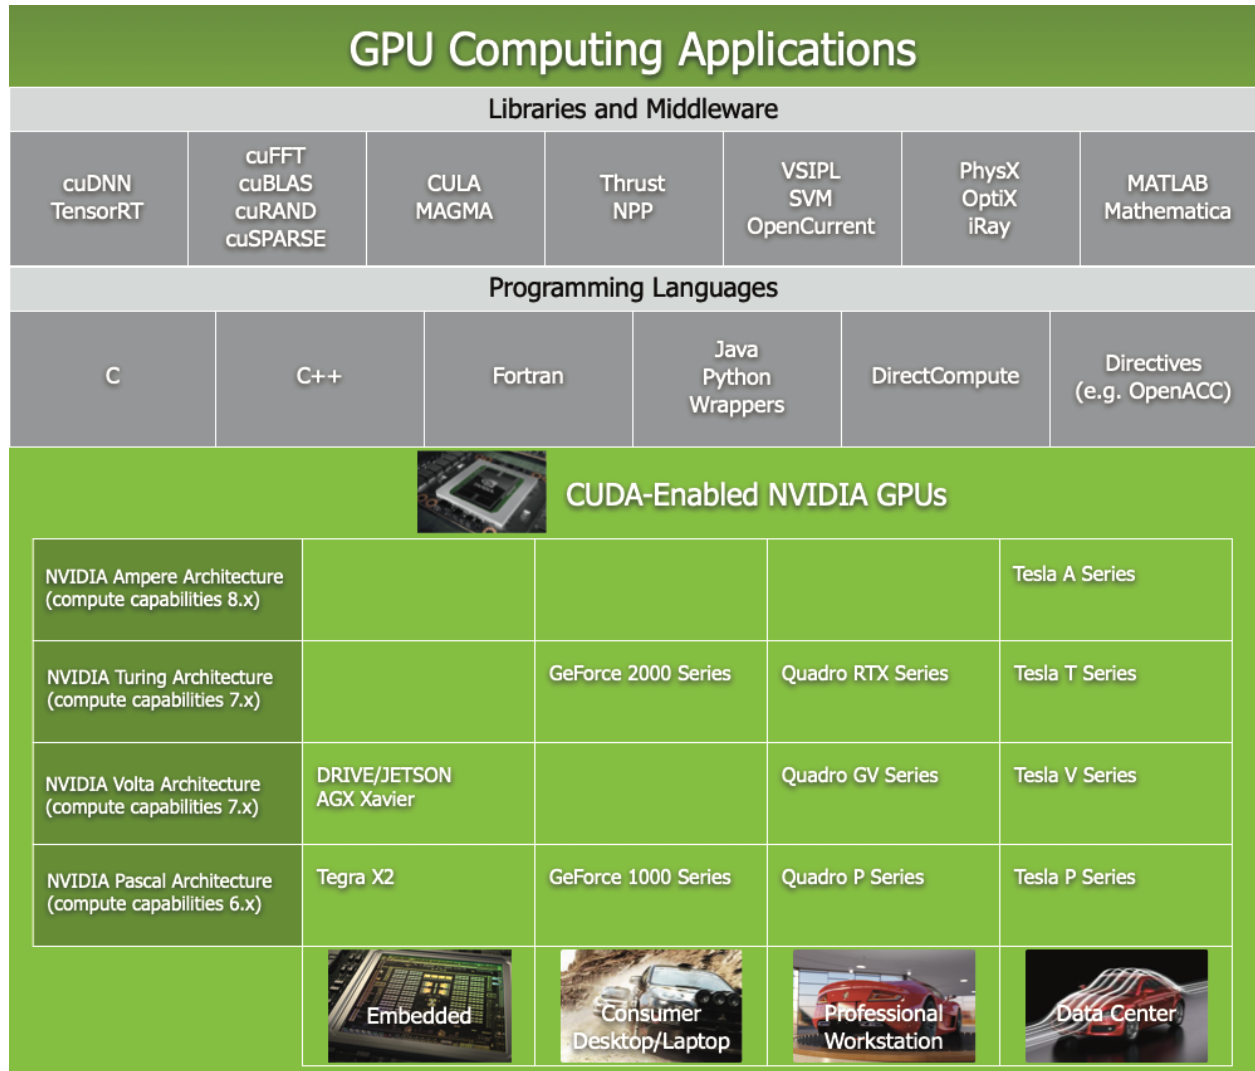 GPU Computing Applications
Libraries and Middleware
cuDNN
TensorRT
cuFFT
cuBLAS
cuRAND
cuSPARSE
CULA
MAGMA
Thrust
NPP
VSIPL
SVM
OpenCurrent
PhysX
OptiX
iRay
MATLAB
Mathematica
Programming Languages
C
C++
Fortran
Java
Python
Wrappers
DirectCompute
Directives
(e.g. OpenACC)
CUDA-Enabled NVIDIA GPUs
NVIDIA Ampere Architecture
(compute capabilities 8.x)
Tesla A Series
NVIDIA Turing Architecture
(compute capabilities 7.x)
GeForce 2000 Series
Quadro RTX Series
Tesla T Series
NVIDIA Volta Architecture
(compute capabilities 7.x)
DRIVE/JETSON
AGX Xavier
Quadro GV Series
Tesla V Series
NVIDIA Pascal Architecture
(compute capabilities 6.x)
Tegra X2
GeForce 1000 Series
Quadro P Series
Tesla P Series
Embedded
Consumer
Desktop/Laptop
Professional
Workstation
Data Center